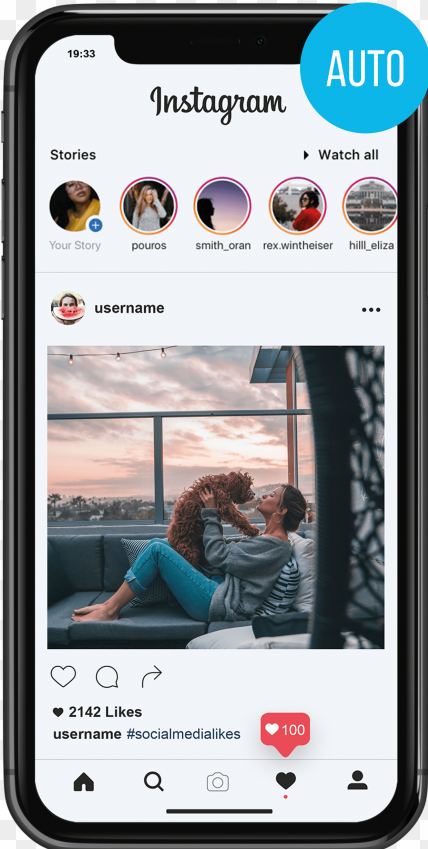 19:33
AUTO
Instagram
Stories
Watch all
Your Story
pouros
smith_oran
rex.wintheiser
hilll_eliza
username
2142 Likes
username #socialmedialikes
100